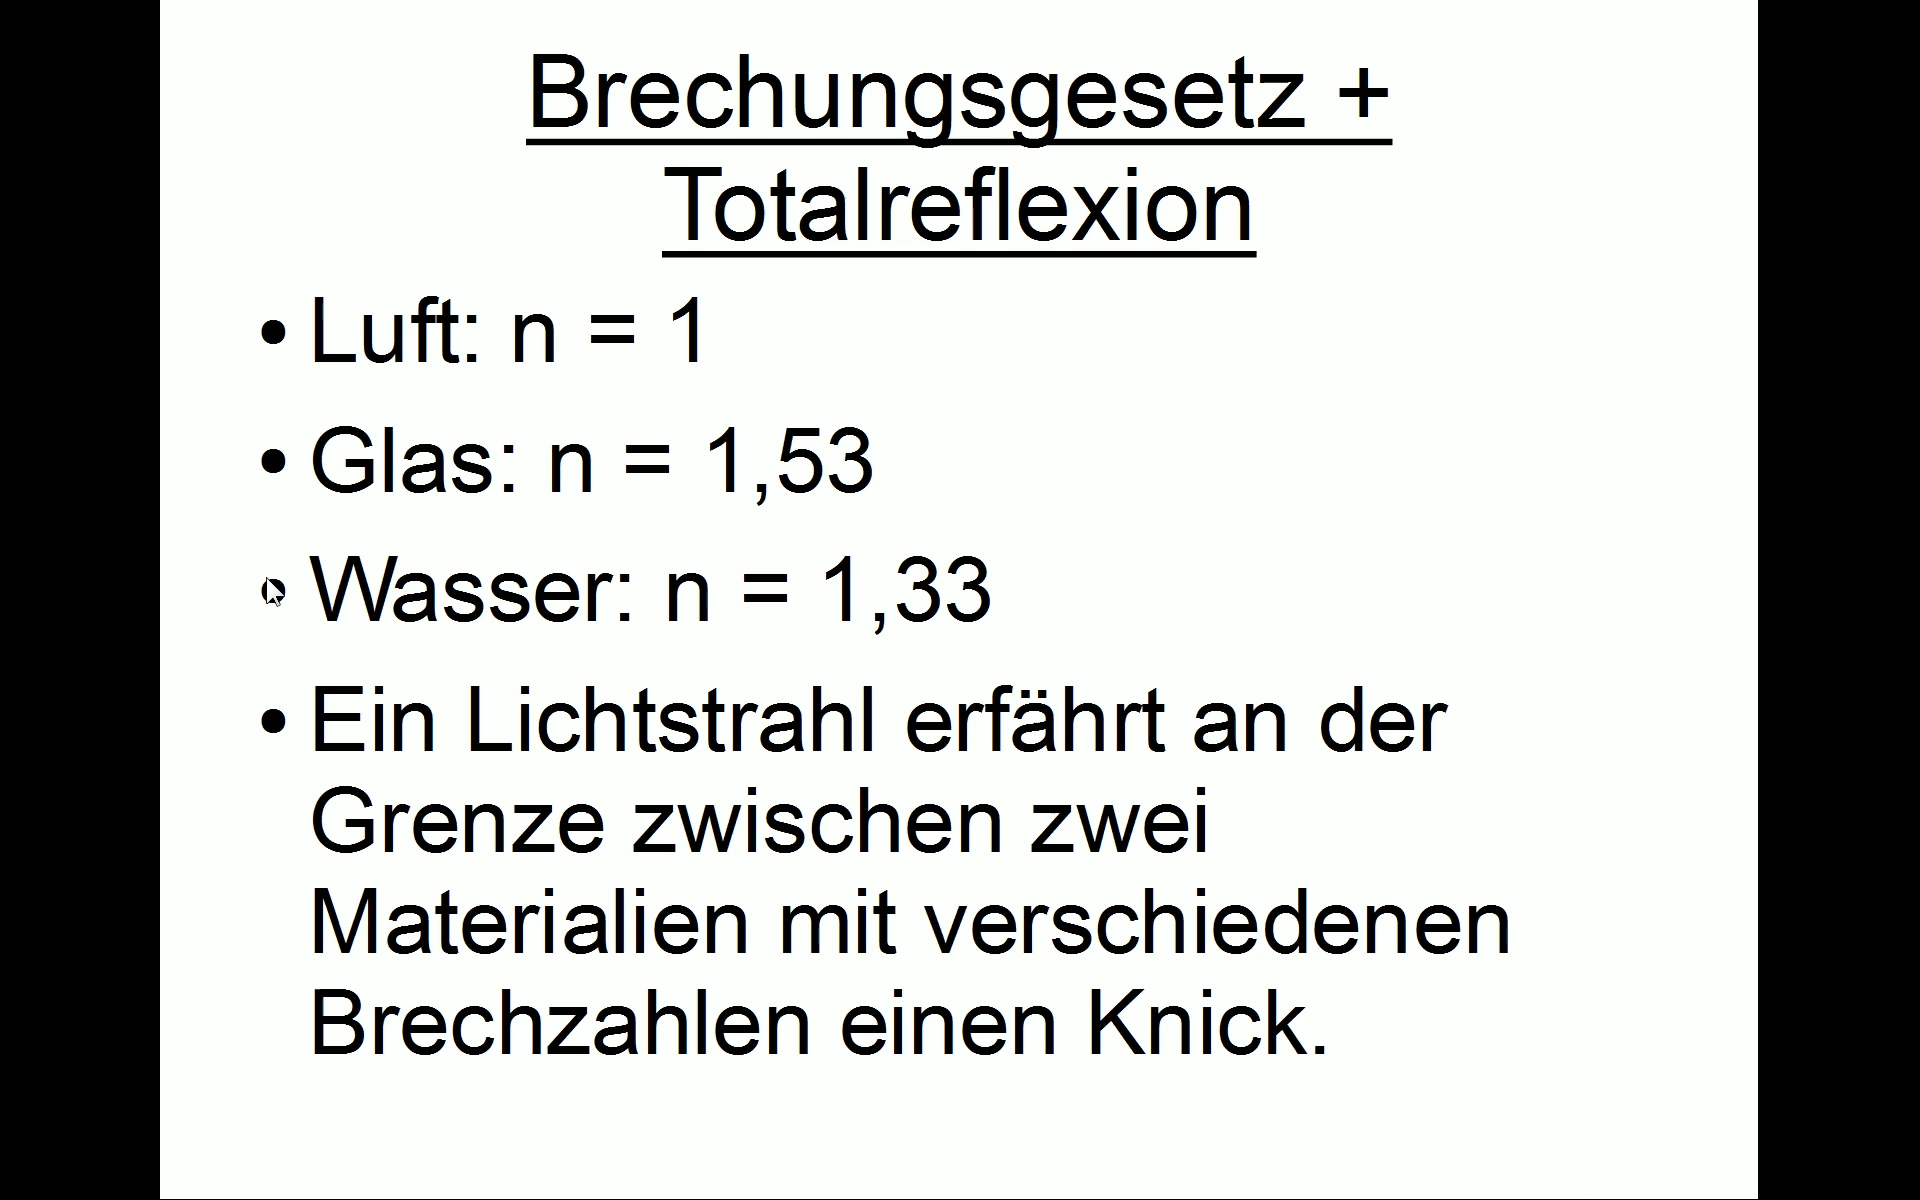 Brechungsgesetz +
Totalreflexion
• Luft: n = 1
• Glas: n = 1,53
• Wasser: n = 1,33
• Ein Lichtstrahl erfährt an der
Grenze zwischen zwei
Materialien mit verschiedenen
Brechzahlen einen Knick.